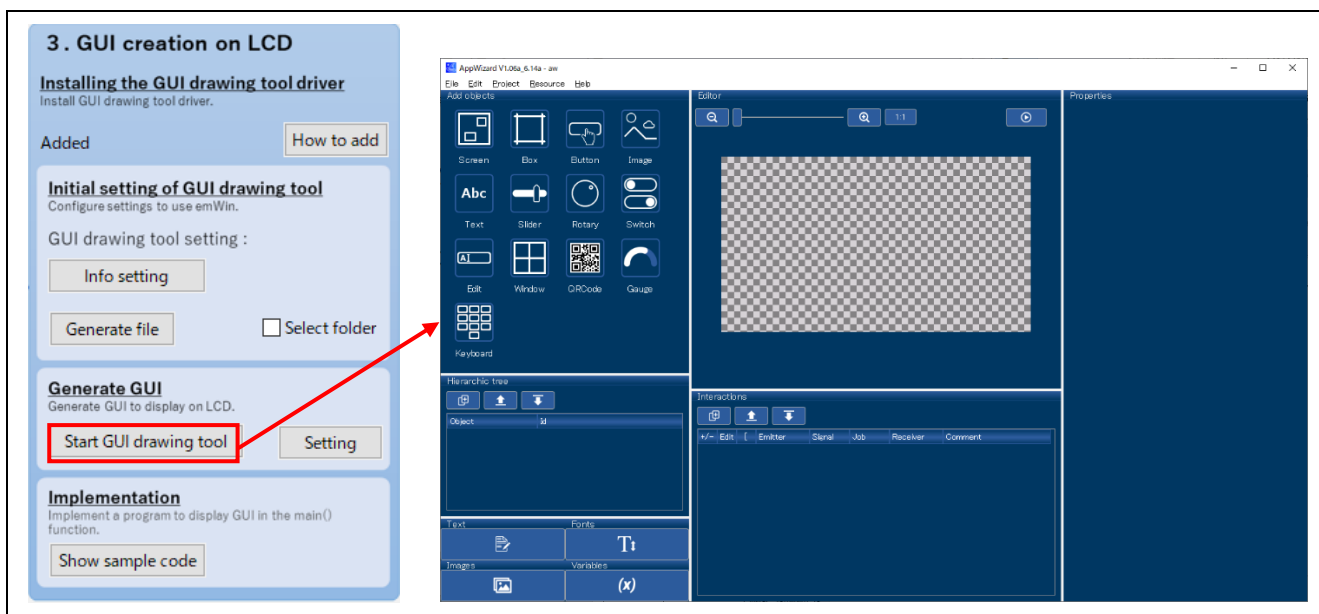 3. GUI creation on LCD
Installing the GUI drawing tool driver
Install GUI drawing tool driver.
Added
How to add
Initial setting of GUI drawing tool
Configure settings to use emWin.
GUI drawing tool setting :
Info setting
Generate file
Select folder
Generate GUI
Generate GUI to display on LCD.
Start GUI drawing tool
Setting
Implementation
Implement a program to display GUI in the main()
function.
Show sample code
AppWizard V1.06a_6.14a - aw
File Edit Project Resource Help
Add objects
Screen Box Button Image
Abc
Text Slider Rotary Switch
Edit Window QRCode Gauge
Keyboard
Hierarchic tree
Object Id
Text Fonts
Images Variables
(x)
Editor
1:1
Interactions
+/- Edit [ Emitter Signal Job Receiver Comment
Properties